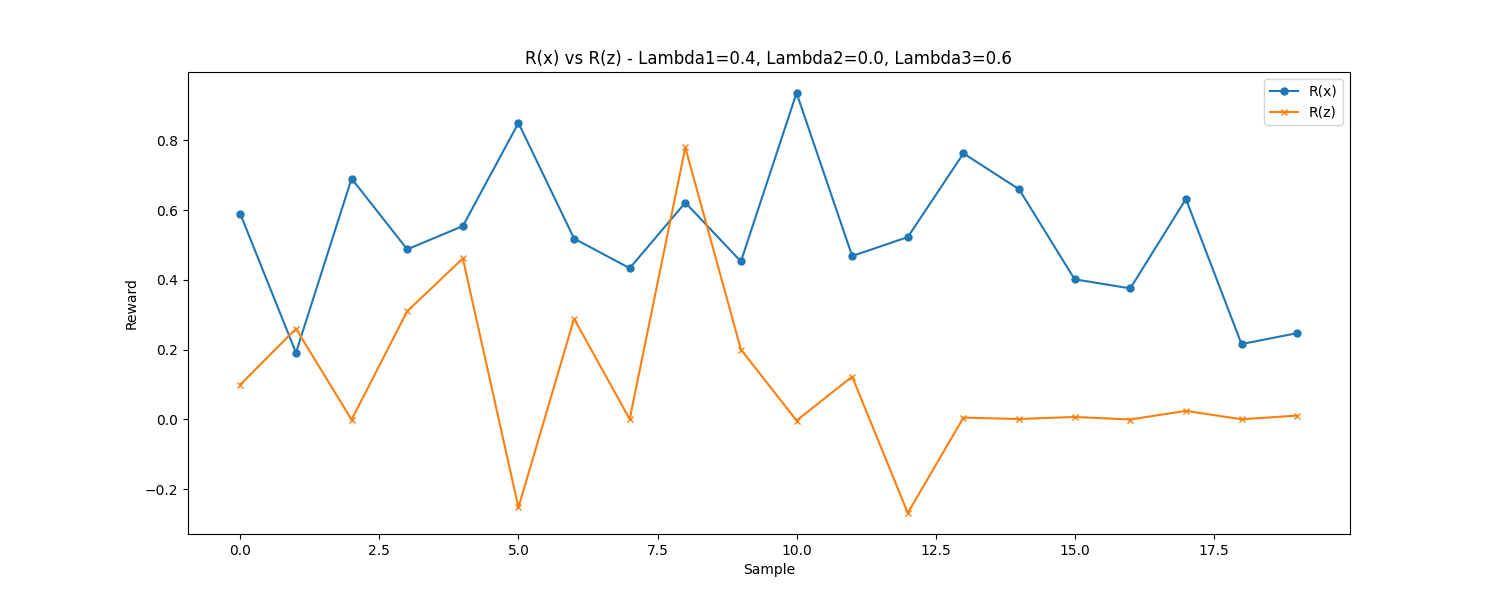 R(x) vs R(z) - Lambda1=0.4, Lambda2=0.0, Lambda3=0.6
R(x)
R(z)
Reward
0.8
0.6
0.4
0.2
0.0
−0.2
0.0 2.5 5.0 7.5 10.0 12.5 15.0 17.5
Sample